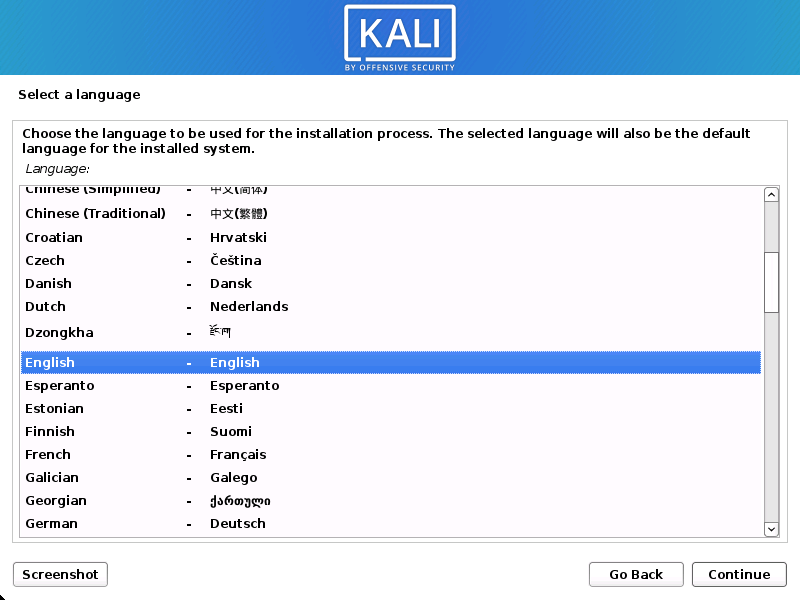 KALI
BY OFFENSIVE SECURITY
Select a language
Choose the language to be used for the installation process. The selected language will also be the default
language for the installed system.
Language:
Chinese (Simplified) - 中文(简体)
Chinese (Traditional) - 中文(繁體)
Croatian - Hrvatski
Czech - Čeština
Danish - Dansk
Dutch - Nederlands
Dzongkha - རྫོང་ཁ།
English - English
Esperanto - Esperanto
Estonian - Eesti
Finnish - Suomi
French - Français
Galician - Galego
Georgian - ქართული
German - Deutsch
Screenshot Go Back Continue